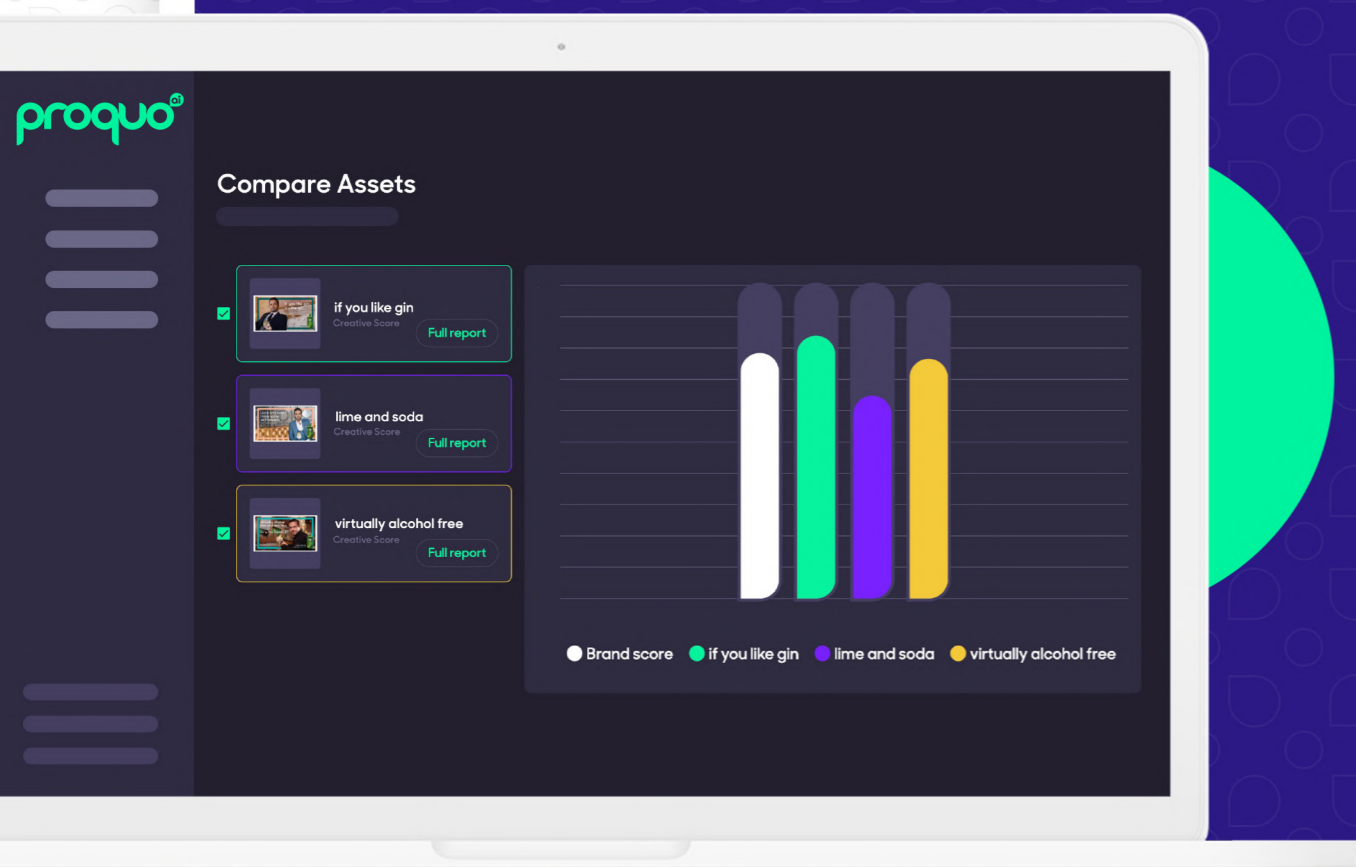 proquo ai
Compare Assets
if you like gin
Creative Score
Full report
lime and soda
Creative Score
Full report
virtually alcohol free
Creative Score
Full report
Brand score if you like gin lime and soda virtually alcohol free